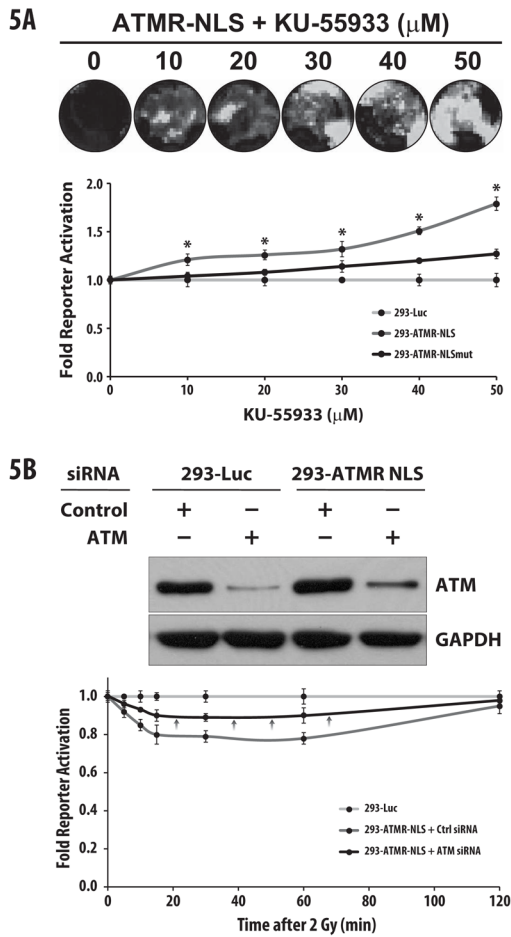 5A
ATMR-NLS + KU-55933 (μM)
0 10 20 30 40 50
2.0
1.5
1.0
0.5
0.0
Fold Reporter Activation
* * * * *
293-Luc
293-ATMR-NLS
293-ATMR-NLSmut
0 10 20 30 40 50
KU-55933 (μM)
5B
siRNA 293-Luc 293-ATMR NLS
Control + – + –
ATM – + – +
ATM
GAPDH
1.0
0.8
0.6
0.4
0.2
0.0
Fold Reporter Activation
293-Luc
293-ATMR-NLS + Ctrl siRNA
293-ATMR-NLS + ATM siRNA
0 20 40 60 80 100 120
Time after 2 Gy (min)